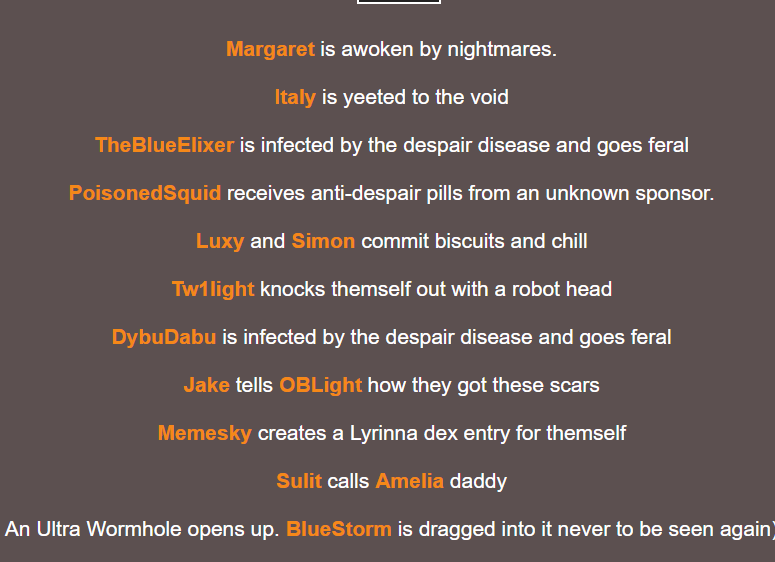 Margaret is awoken by nightmares.
Italy is yeeted to the void
TheBlueElixer is infected by the despair disease and goes feral
PoisonedSquid receives anti-despair pills from an unknown sponsor.
Luxy and Simon commit biscuits and chill
Tw1light knocks themself out with a robot head
DybuDabu is infected by the despair disease and goes feral
Jake tells OBLight how they got these scars
Memesky creates a Lyrinna dex entry for themself
Sulit calls Amelia daddy
An Ultra Wormhole opens up. BlueStorm is dragged into it never to be seen again)